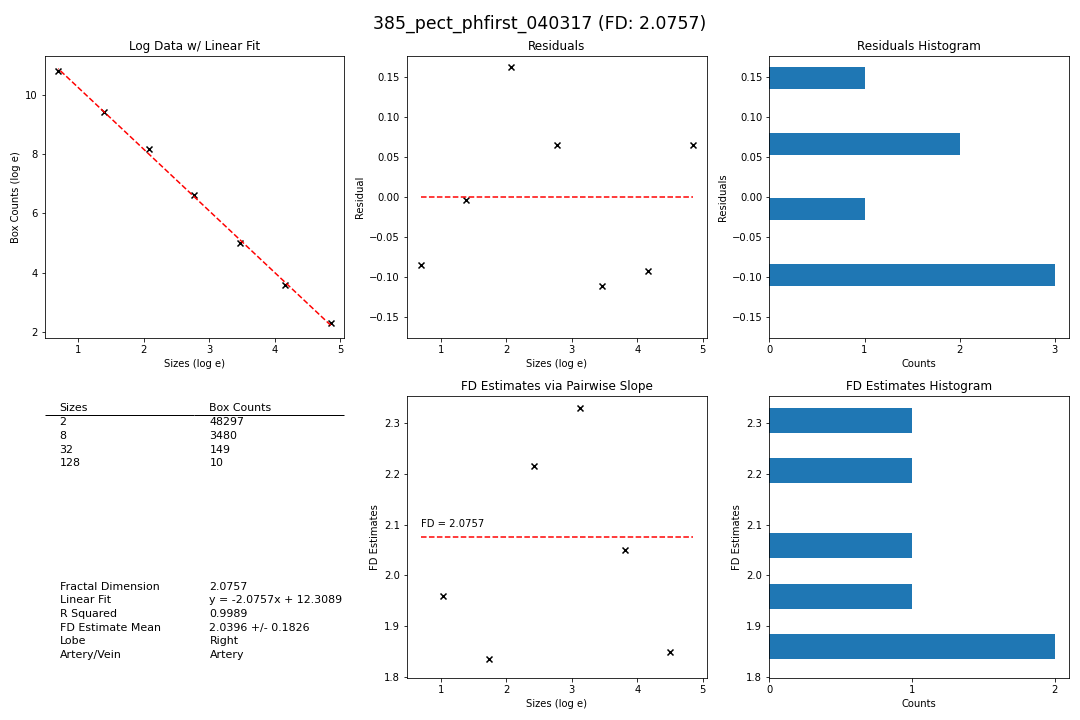 385_pect_phfirst_040317 (FD: 2.0757)
Log Data w/ Linear Fit
10
8
6
4
2
Box Counts (log e)
1 2 3 4 5
Sizes (log e)
Residuals
0.15
0.10
0.05
0.00
−0.05
−0.10
−0.15
Residual
1 2 3 4 5
Sizes (log e)
Residuals Histogram
0.15
0.10
0.05
0.00
−0.05
−0.10
−0.15
Residuals
0 1 2 3
Counts
Sizes Box Counts
2 48297
8 3480
32 149
128 10
Fractal Dimension 2.0757
Linear Fit y = -2.0757x + 12.3089
R Squared 0.9989
FD Estimate Mean 2.0396 +/- 0.1826
Lobe Right
Artery/Vein Artery
FD Estimates via Pairwise Slope
2.3
2.2
2.1
2.0
1.9
1.8
FD Estimates
FD = 2.0757
1 2 3 4 5
Sizes (log e)
FD Estimates Histogram
2.3
2.2
2.1
2.0
1.9
1.8
FD Estimates
0 1 2
Counts